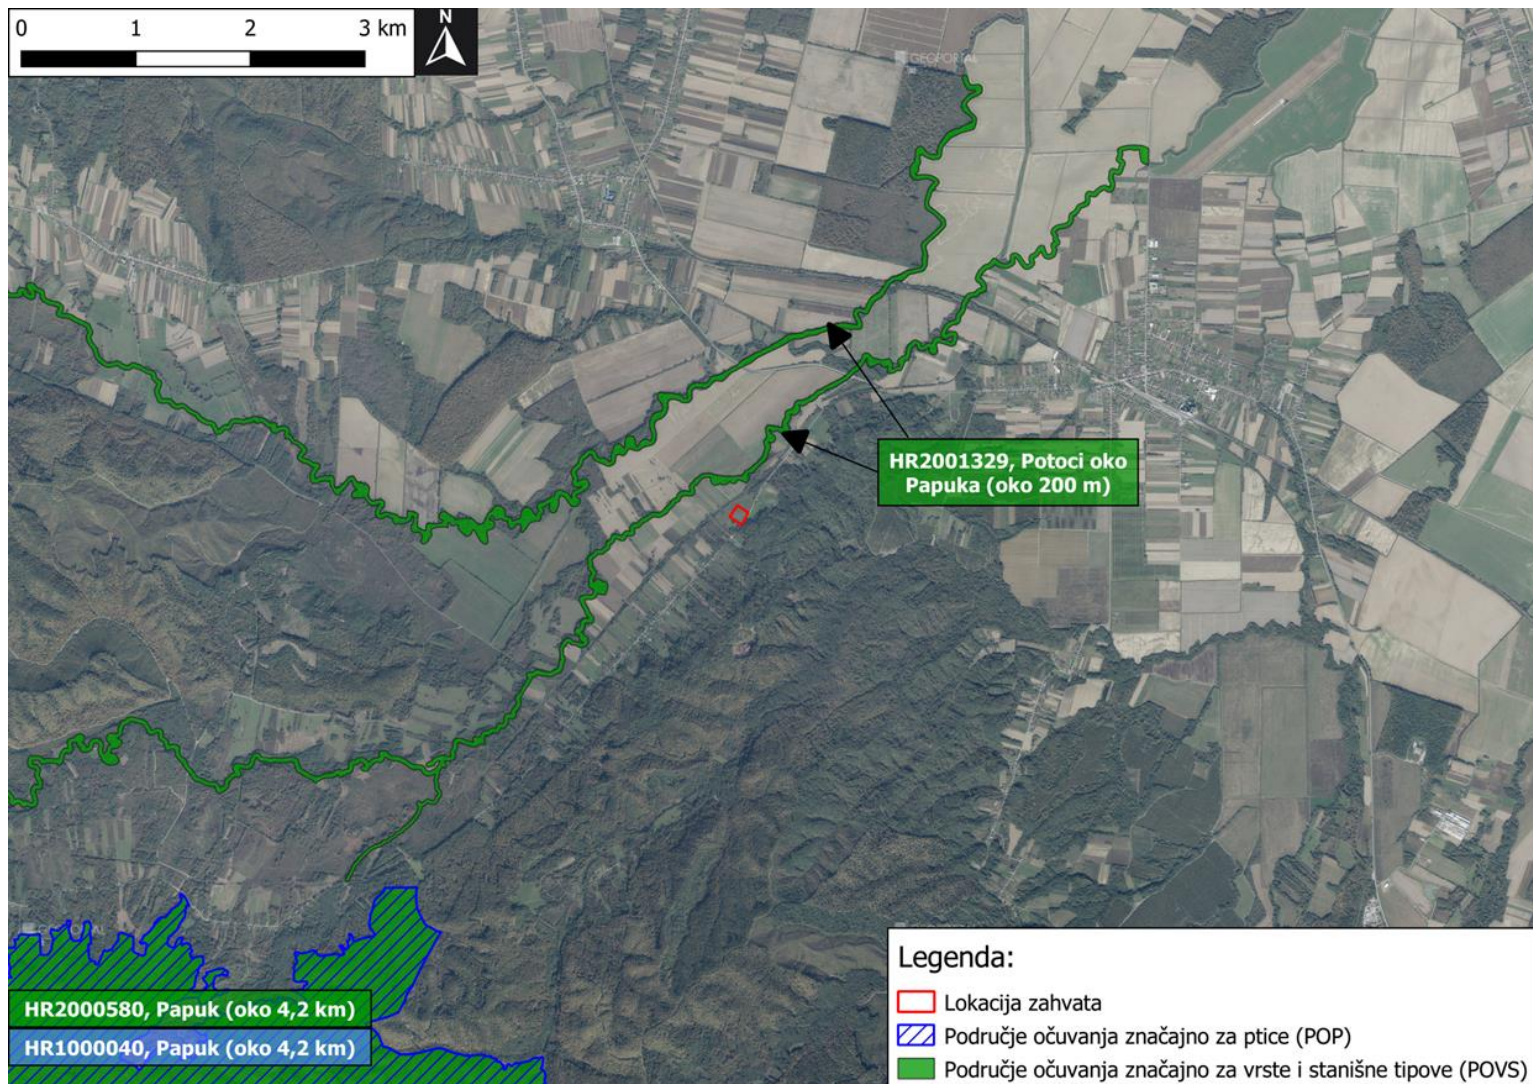 0 1 2 3 km
N
GEOPORTAL
HR2001329, Potoci oko
Papuka (oko 200 m)
HR2000580, Papuk (oko 4,2 km)
HR1000040, Papuk (oko 4,2 km)
Legenda:
Lokacija zahvata
Područje očuvanja značajno za ptice (POP)
Područje očuvanja značajno za vrste i stanišne tipove (POVS)